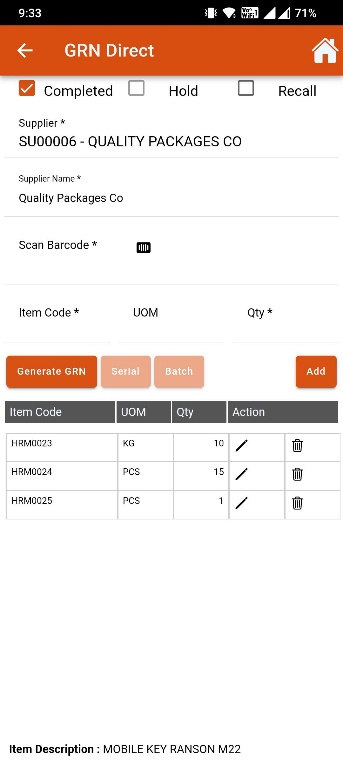 9:33 71%
GRN Direct
Completed Hold Recall
Supplier *
SU00006 - QUALITY PACKAGES CO
Supplier Name *
Quality Packages Co
Scan Barcode *
Item Code * UOM Qty *
Generate GRN Serial Batch Add
Item Code UOM Qty Action
HRM0023 KG 10
HRM0024 PCS 15
HRM0025 PCS 1
Item Description : MOBILE KEY RANSON M22